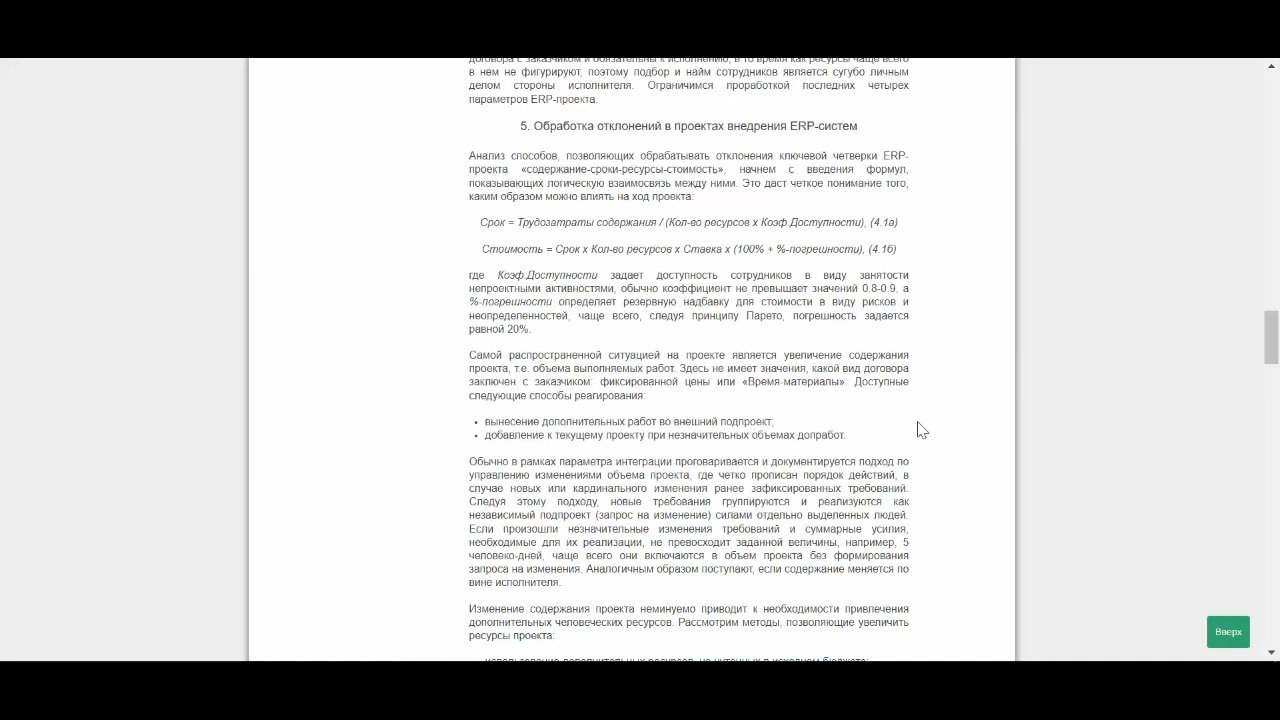 договора с заказчиком и обязательны к исполнению, в то время как ресурсы чаще всего
в нем не фигурируют, поэтому подбор и найм сотрудников является сугубо личным
делом стороны исполнителя. Ограничимся проработкой последних четырех
параметров ERP-проекта.
5. Обработка отклонений в проектах внедрения ERP-систем
Анализ способов, позволяющих обрабатывать отклонения ключевой четверки ERP-
проекта «содержание-сроки-ресурсы-стоимость», начнем с введения формул,
показывающих логическую взаимосвязь между ними. Это даст четкое понимание того,
каким образом можно влиять на ход проекта:
Срок = Трудозатраты содержания / (Кол-во ресурсов x Коэф.Доступности), (4.1а)
Стоимость = Срок x Кол-во ресурсов x Ставка x (100% + %-погрешности), (4.1б)
где Коэф.Доступности задает доступность сотрудников в виду занятости
непроектными активностями, обычно коэффициент не превышает значений 0.8-0.9, а
%-погрешности определяет резервную надбавку для стоимости в виду рисков и
неопределенностей, чаще всего, следуя принципу Парето, погрешность задается
равной 20%.
Самой распространенной ситуацией на проекте является увеличение содержания
проекта, т.е. объема выполняемых работ. Здесь не имеет значения, какой вид договора
заключен с заказчиком: фиксированной цены или «Время-материалы». Доступные
следующие способы реагирования:
• вынесение дополнительных работ во внешний подпроект;
• добавление к текущему проекту при незначительных объемах допработ.
Обычно в рамках параметра интеграции проговаривается и документируется подход по
управлению изменениями объема проекта, где четко прописан порядок действий, в
случае новых или кардинального изменения ранее зафиксированных требований.
Следуя этому подходу, новые требования группируются и реализуются как
независимый подпроект (запрос на изменение) силами отдельно выделенных людей.
Если произошли незначительные изменения требований и суммарные усилия,
необходимые для их реализации, не превосходит заданной величины, например, 5
человеко-дней, чаще всего они включаются в объем проекта без формирования
запроса на изменения. Аналогичным образом поступают, если содержание меняется по
вине исполнителя.
Изменение содержания проекта неминуемо приводит к необходимости привлечения
дополнительных человеческих ресурсов. Рассмотрим методы, позволяющие увеличить
ресурсы проекта:
использование дополнительных ресурсов, не учтенных в исходном бюджете;
Вверх